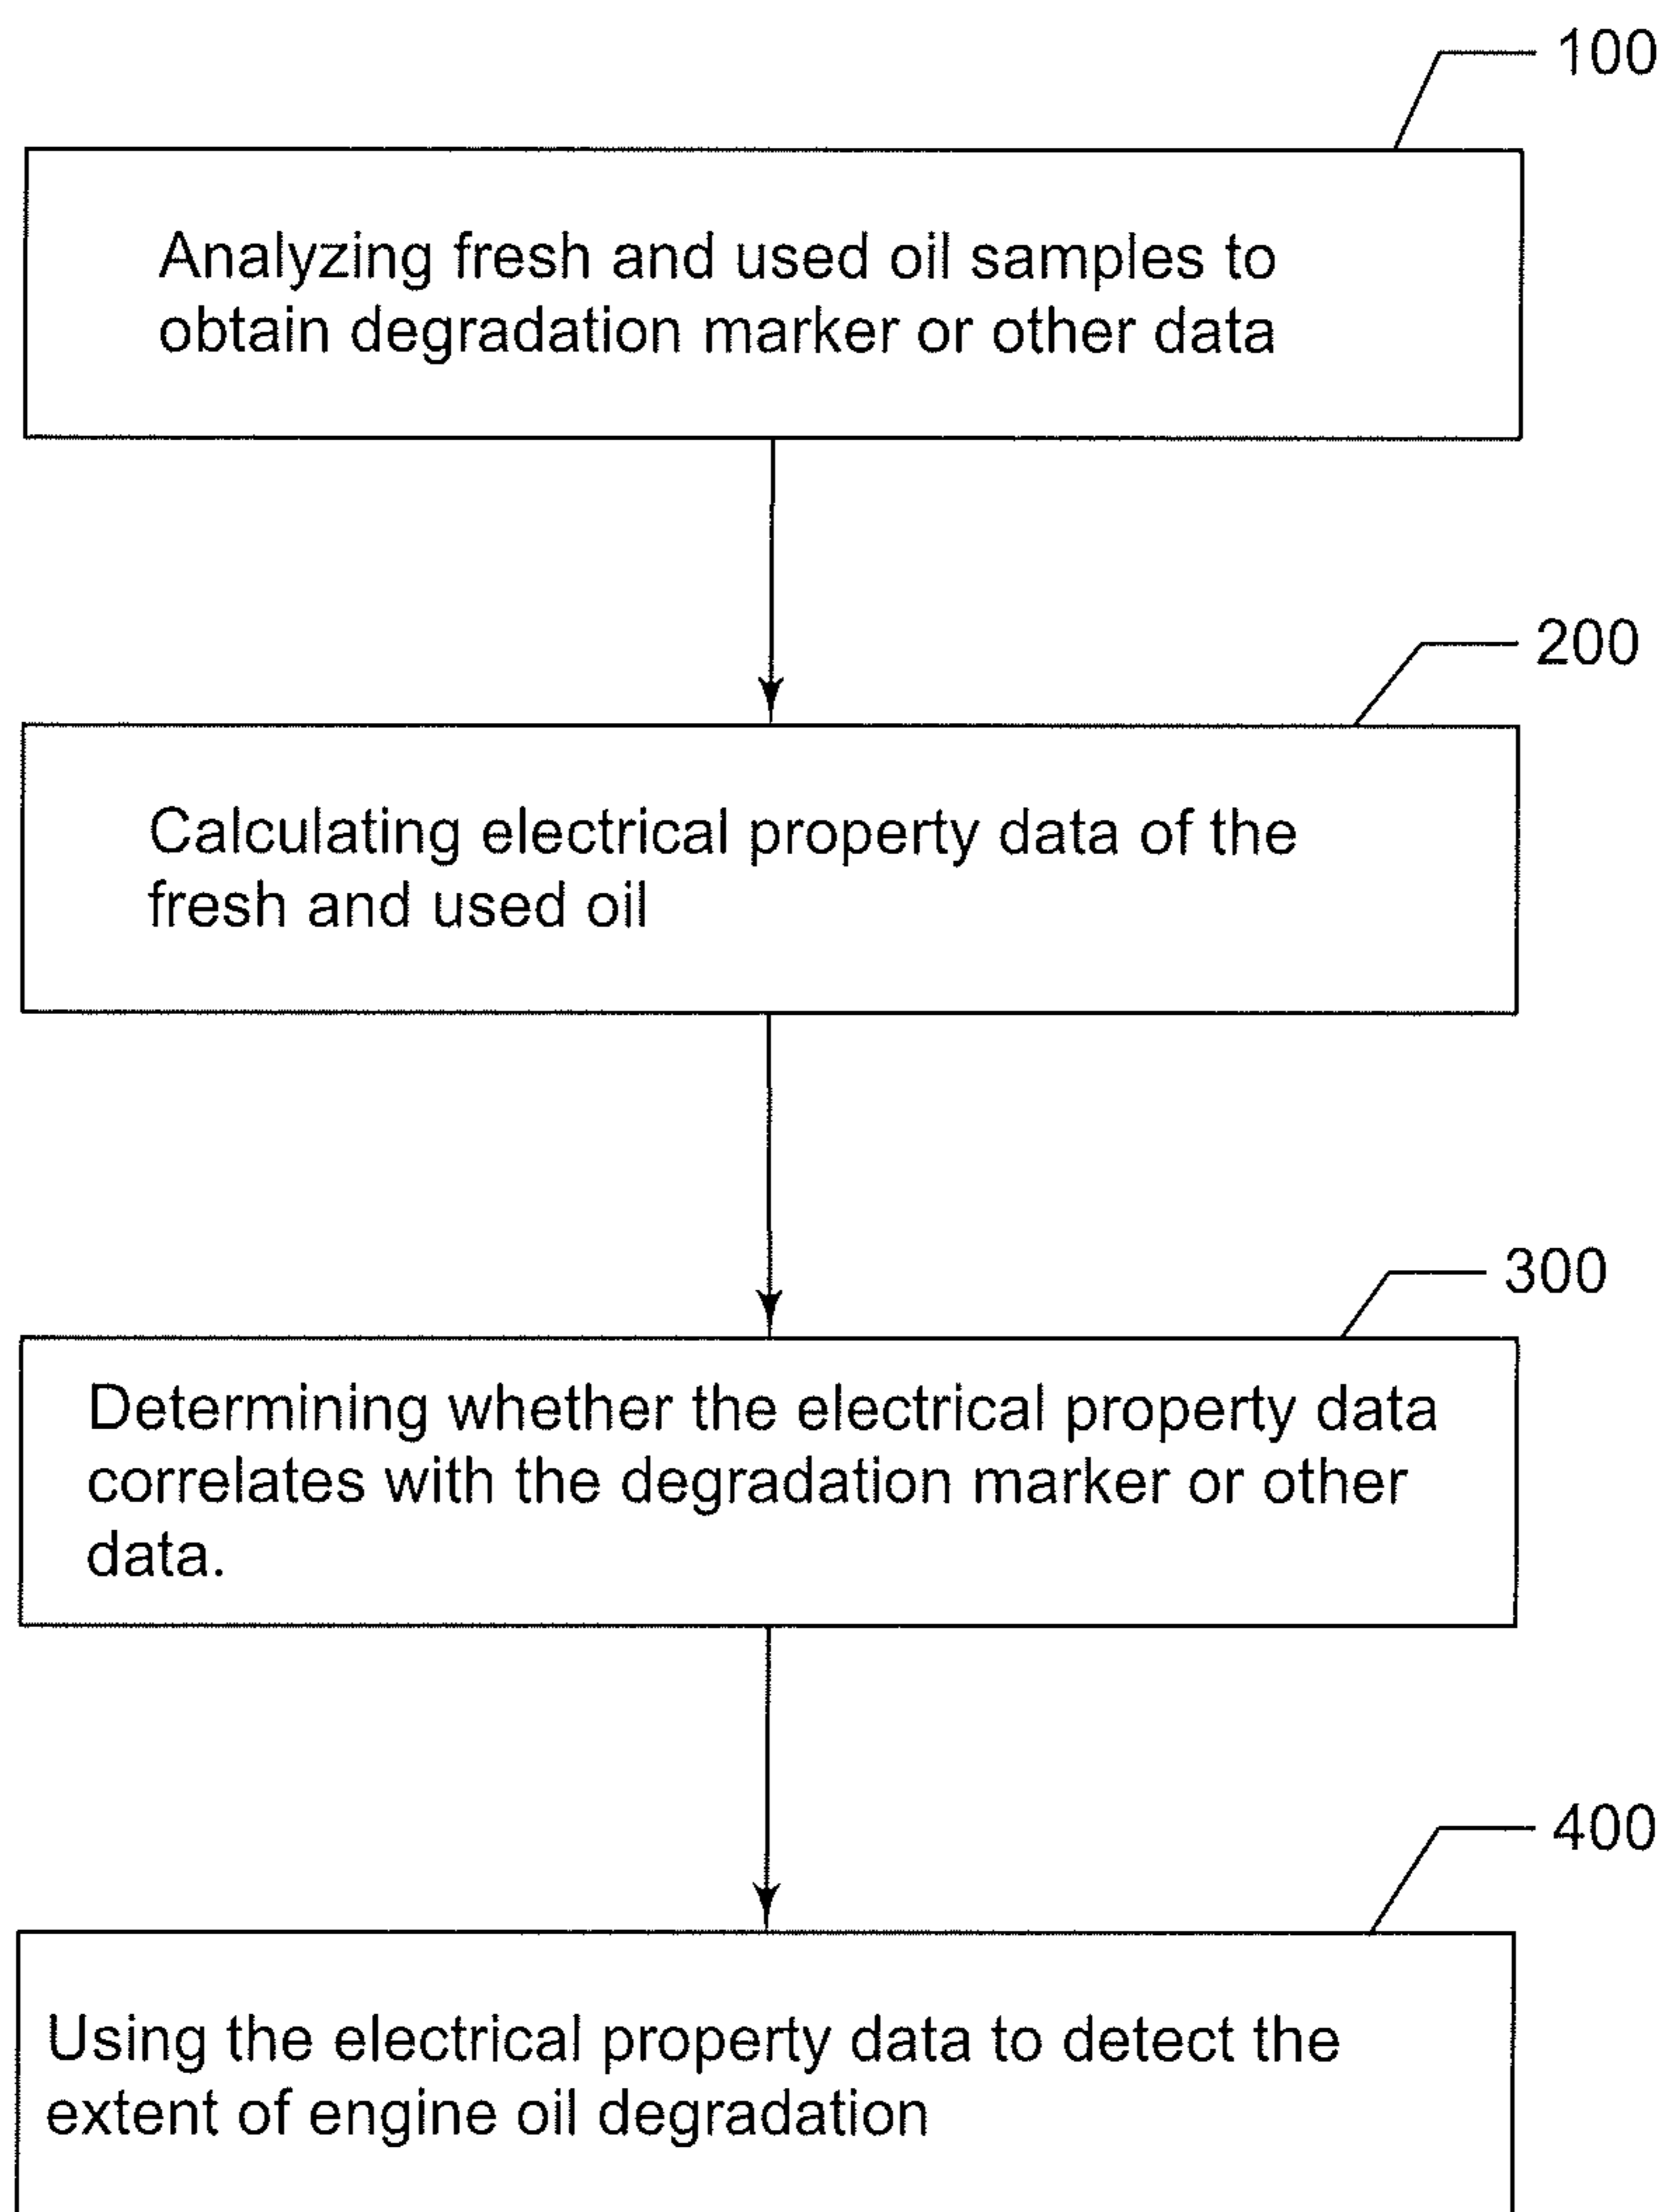 100
Analyzing fresh and used oil samples to
obtain degradation marker or other data
200
Calculating electrical property data of the
fresh and used oil
300
Determining whether the electrical property data
correlates with the degradation marker or other
data.
400
Using the electrical property data to detect the
extent of engine oil degradation